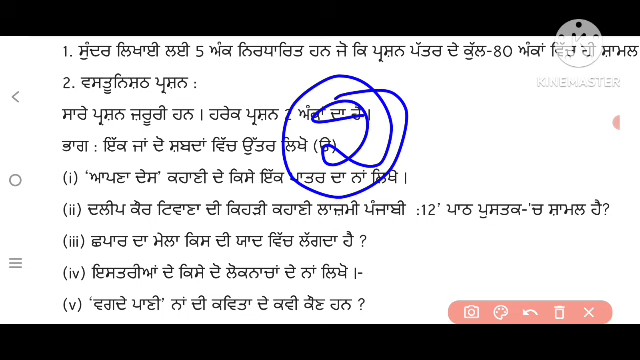 1. ਸੁੰਦਰ ਲਿਖਾਈ ਲਈ 5 ਅੰਕ ਨਿਰਧਾਰਿਤ ਹਨ ਜੋ ਕਿ ਪ੍ਰਸ਼ਨ ਪੱਤਰ ਦੇ ਕੁੱਲ-80 ਅੰਕਾਂ ਵਿੱਚ ਹੀ ਸ਼ਾਮਲ
2. ਵਸਤੂਨਿਸ਼ਠ ਪ੍ਰਸ਼ਨ :
KINEMASTER
ਸਾਰੇ ਪ੍ਰਸ਼ਨ ਜ਼ਰੂਰੀ ਹਨ । ਹਰੇਕ ਪ੍ਰਸ਼ਨ 2 ਅੰਕਾਂ ਦਾ ਹੈ ।
ਭਾਗ : ਇੱਕ ਜਾਂ ਦੋ ਸ਼ਬਦਾਂ ਵਿੱਚ ਉੱਤਰ ਲਿਖੋ (ੳ)
(i) ‘ਆਪਣਾ ਦੇਸ’ ਕਹਾਣੀ ਦੇ ਕਿਸੇ ਇੱਕ ਪਾਤਰ ਦਾ ਨਾਂ ਲਿਖੋ ।
(ii) ਦਲੀਪ ਕੋਰ ਟਿਵਾਣਾ ਦੀ ਕਿਹੜੀ ਕਹਾਣੀ ਲਾਜ਼ਮੀ ਪੰਜਾਬੀ :12’ ਪਾਠ ਪੁਸਤਕ-'ਚ ਸ਼ਾਮਲ ਹੈ?
(iii) ਛਪਾਰ ਦਾ ਮੇਲਾ ਕਿਸ ਦੀ ਯਾਦ ਵਿੱਚ ਲੱਗਦਾ ਹੈ ?
(iv) ਇਸਤਰੀਆਂ ਦੇ ਕਿਸੇ ਦੋ ਲੋਕਨਾਚਾਂ ਦੇ ਨਾਂ ਲਿਖੋ ।-
(v) ‘ਵਗਦੇ ਪਾਣੀ’ ਨਾਂ ਦੀ ਕਵਿਤਾ ਦੇ ਕਵੀ ਕੋਣ ਹਨ ?